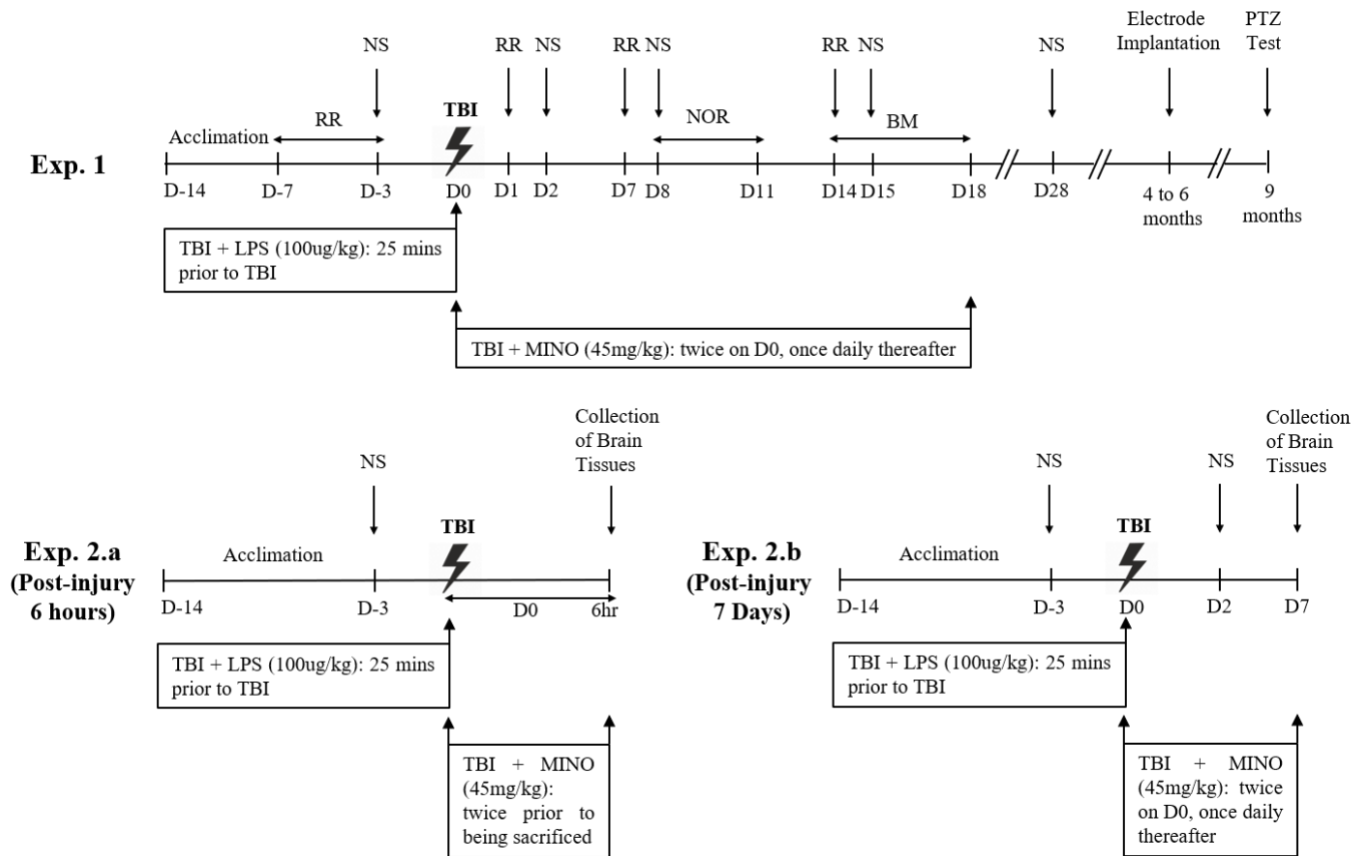 Electrode
Implantation
PTZ
Test
NS
RR
NS
RR
NS
RR
NS
NS
TBI
RR
NOR
BM
Acclimation
Exp. 1
D-14
D-7
D-3
D0
D1
D2
D7
D8
D11
D14
D15
D18
D28
4 to 6
months
9
months
TBI + LPS (100ug/kg): 25 mins
prior to TBI
TBI + MINO (45mg/kg): twice on D0, once daily thereafter
Collection
of Brain
Tissues
NS
TBI
Acclimation
Exp. 2.a
(Post-injury
6 hours)
D-14
D-3
D0
6hr
TBI + LPS (100ug/kg): 25 mins
prior to TBI
TBI + MINO
(45mg/kg):
twice prior to
being sacrificed
Collection
of Brain
Tissues
NS
NS
TBI
Acclimation
Exp. 2.b
(Post-injury
7 Days)
D-14
D-3
D0
D2
D7
TBI + LPS (100ug/kg): 25 mins
prior to TBI
TBI + MINO
(45mg/kg): twice
on D0, once daily
thereafter